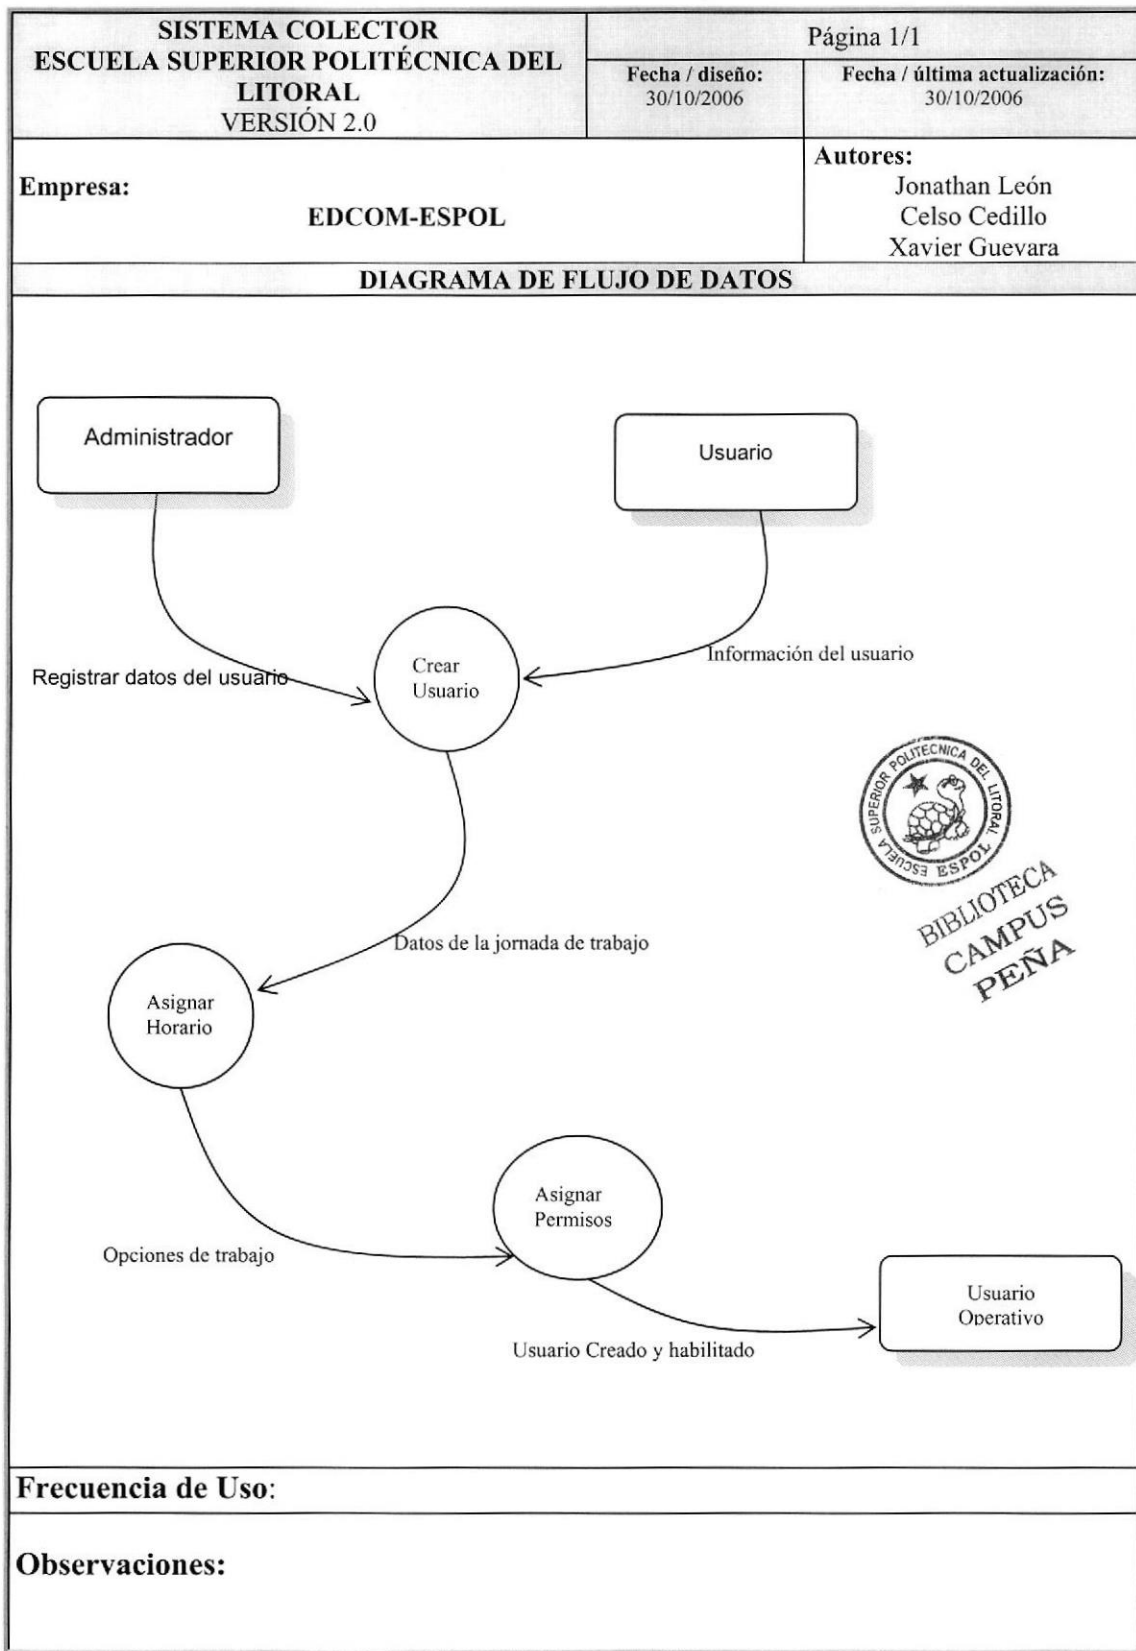 SISTEMA COLECTOR
ESCUELA SUPERIOR POLITÉCNICA DEL
LITORAL
VERSIÓN 2.0
Página 1/1
Fecha / diseño:
30/10/2006
Fecha / última actualización:
30/10/2006
Empresa:
EDCOM-ESPOL
Autores:
Jonathan León
Celso Cedillo
Xavier Guevara
DIAGRAMA DE FLUJO DE DATOS
Administrador
Usuario
Crear
Usuario
Información del usuario
Registrar datos del usuario
ESCUELA SUPERIOR POLITECNICA DEL LITORAL
ESPOL
BIBLIOTECA
CAMPUS
PEÑA
Datos de la jornada de trabajo
Asignar
Horario
Asignar
Permisos
Opciones de trabajo
Usuario
Operativo
Usuario Creado y habilitado
Frecuencia de Uso:
Observaciones: